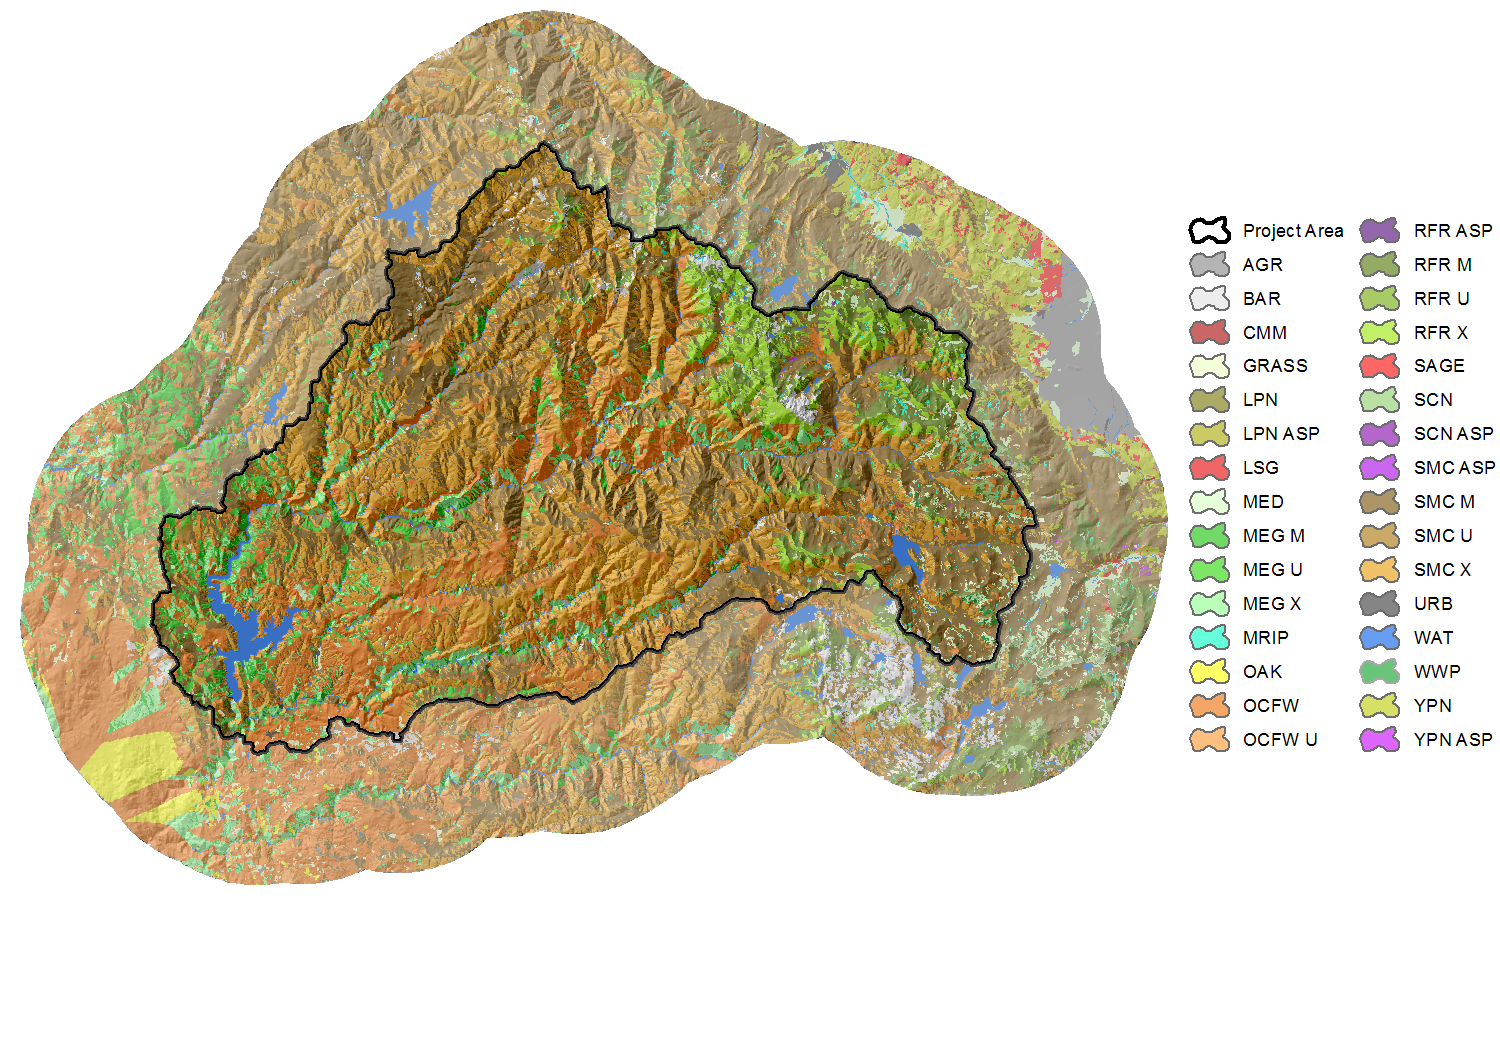 Project Area
AGR
BAR
CMM
GRASS
LPN
LPN ASP
LSG
MED
MEG M
MEG U
MEG X
MRIP
OAK
OCFW
OCFW U
RFR ASP
RFR M
RFR U
RFR X
SAGE
SCN
SCN ASP
SMC ASP
SMC M
SMC U
SMC X
URB
WAT
WWP
YPN
YPN ASP